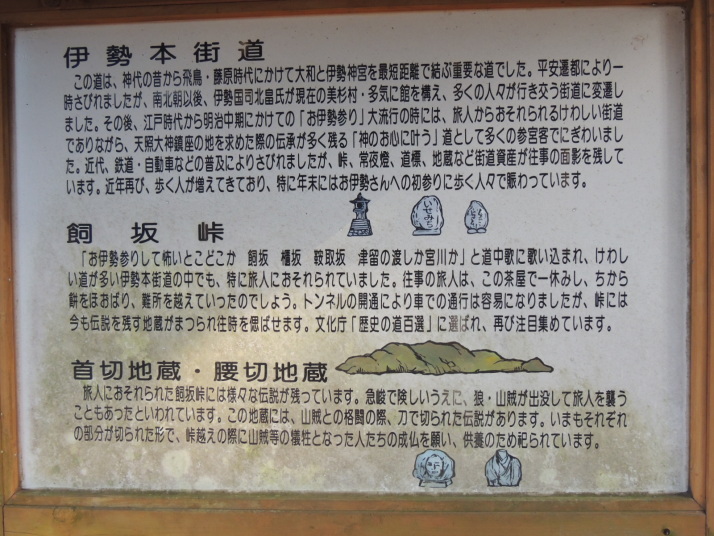 伊勢本街道
この道は、神代の昔から飛鳥・藤原時代にかけて大和と伊勢神宮を最短距離で結ぶ重要な道でした。平安遷都により一
時さびれましたが、南北朝以後、伊勢国司北畠氏が現在の美杉村・多気に館を構え、多くの人々が行き交う街道に変遷し
ました。その後、江戸時代から明治中期にかけての「お伊勢参り」大流行の時には、旅人からおそれられるけわしい街道
でありながら、天照大神鎮座の地を求めた際の伝承が多く残る「神のお心に叶う」道として多くの参宮客でにぎわいまし
た。近代、鉄道・自動車などの普及によりさびれましたが、峠、常夜燈、道標、地蔵など街道資産が往事の面影を残して
います。近年再び、歩く人が増えてきており、特に年末にはお伊勢さんへの初参りに歩く人々で賑わっています。
いせみち
飼坂峠
「お伊勢参りして怖いとこどこか 飼坂 櫃坂 鞍取坂 津留の渡しか宮川か」と道中歌に歌い込まれ、けわし
い道が多い伊勢本街道の中でも、特に旅人におそれられていました。往事の旅人は、この茶屋で一休みし、ちから
餅をほおばり、難所を越えていったのでしょう。トンネルの開通により車での通行は容易になりましたが、峠には
今も伝説を残す地蔵がまつられ往時を偲ばせます。文化庁「歴史の道百選」に選ばれ、再び注目集めています。
首切地蔵・腰切地蔵
旅人におそれられた飼坂峠には様々な伝説が残っています。急峻で険しいうえに、狼・山賊が出没して旅人を襲う
こともあったといわれています。この地蔵には、山賊との格闘の際、刀で切られた伝説があります。いまもそれぞれ
の部分が切られた形で、峠越えの際に山賊等の犠牲となった人たちの成仏を願い、供養のため祀られています。